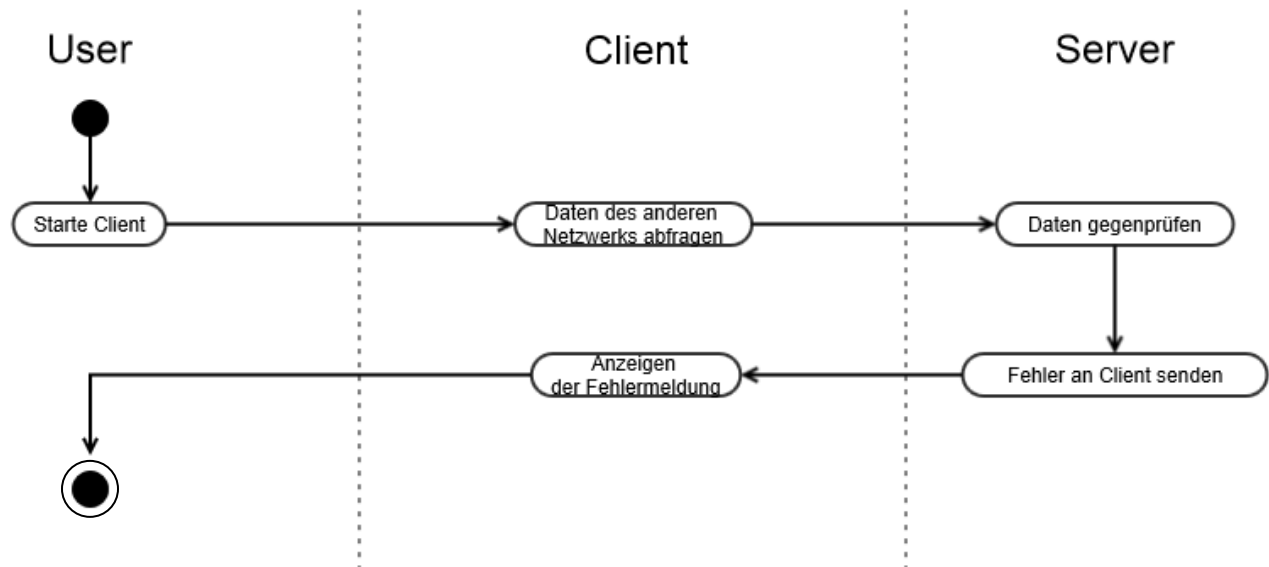 User
Client
Server
Starte Client
Daten des anderen
Netzwerks abfragen
Daten gegenprüfen
Anzeigen
der Fehlermeldung
Fehler an Client senden